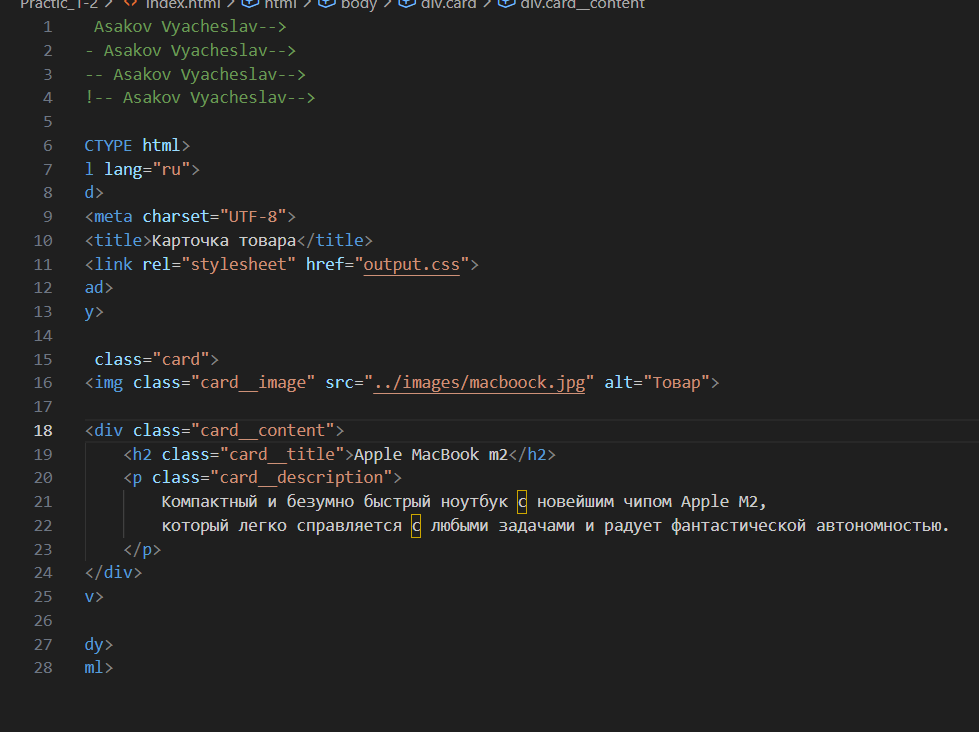 Practic_1-2 > index.html > html > body > div.card > div.card__content
1 Asakov Vyacheslav-->
2 - Asakov Vyacheslav-->
3 -- Asakov Vyacheslav-->
4 !-- Asakov Vyacheslav-->
5
6 CTYPE html>
7 l lang="ru">
8 d>
9 <meta charset="UTF-8">
10 <title>Карточка товара</title>
11 <link rel="stylesheet" href="output.css">
12 ad>
13 y>
14
15 class="card">
16 <img class="card__image" src="../images/macboock.jpg" alt="Товар">
17
18 <div class="card__content">
19 <h2 class="card__title">Apple MacBook m2</h2>
20 <p class="card__description">
21 Компактный и безумно быстрый ноутбук с новейшим чипом Apple M2,
22 который легко справляется с любыми задачами и радует фантастической автономностью.
23 </p>
24 </div>
25 v>
26
27 dy>
28 ml>